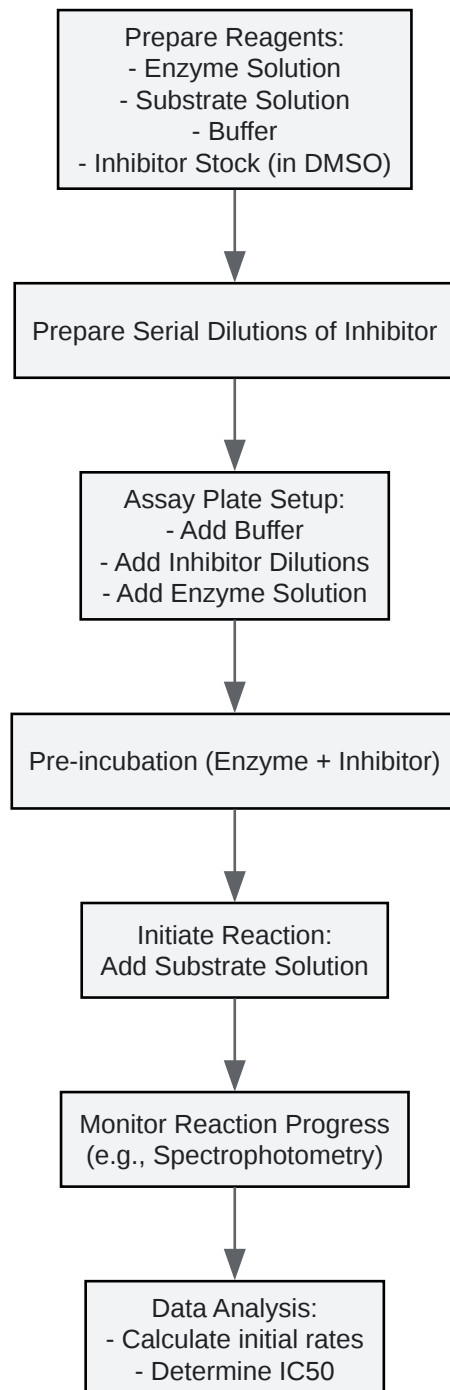 Prepare Reagents:
- Enzyme Solution
- Substrate Solution
- Buffer
- Inhibitor Stock (in DMSO)
Prepare Serial Dilutions of Inhibitor
Assay Plate Setup:
- Add Buffer
- Add Inhibitor Dilutions
- Add Enzyme Solution
Pre-incubation (Enzyme + Inhibitor)
Initiate Reaction:
Add Substrate Solution
Monitor Reaction Progress
(e.g., Spectrophotometry)
Data Analysis:
- Calculate initial rates
- Determine IC50